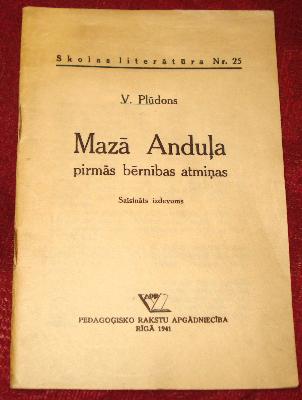 Skolas literātūra Nr. 25
V. Plūdons
Mazā Anduļa
pirmās bērnības atmiņas
Saīsināts izdevums
PEDAGOĢISKO RAKSTU APGĀDNIECĪBA
RĪGĀ 1941